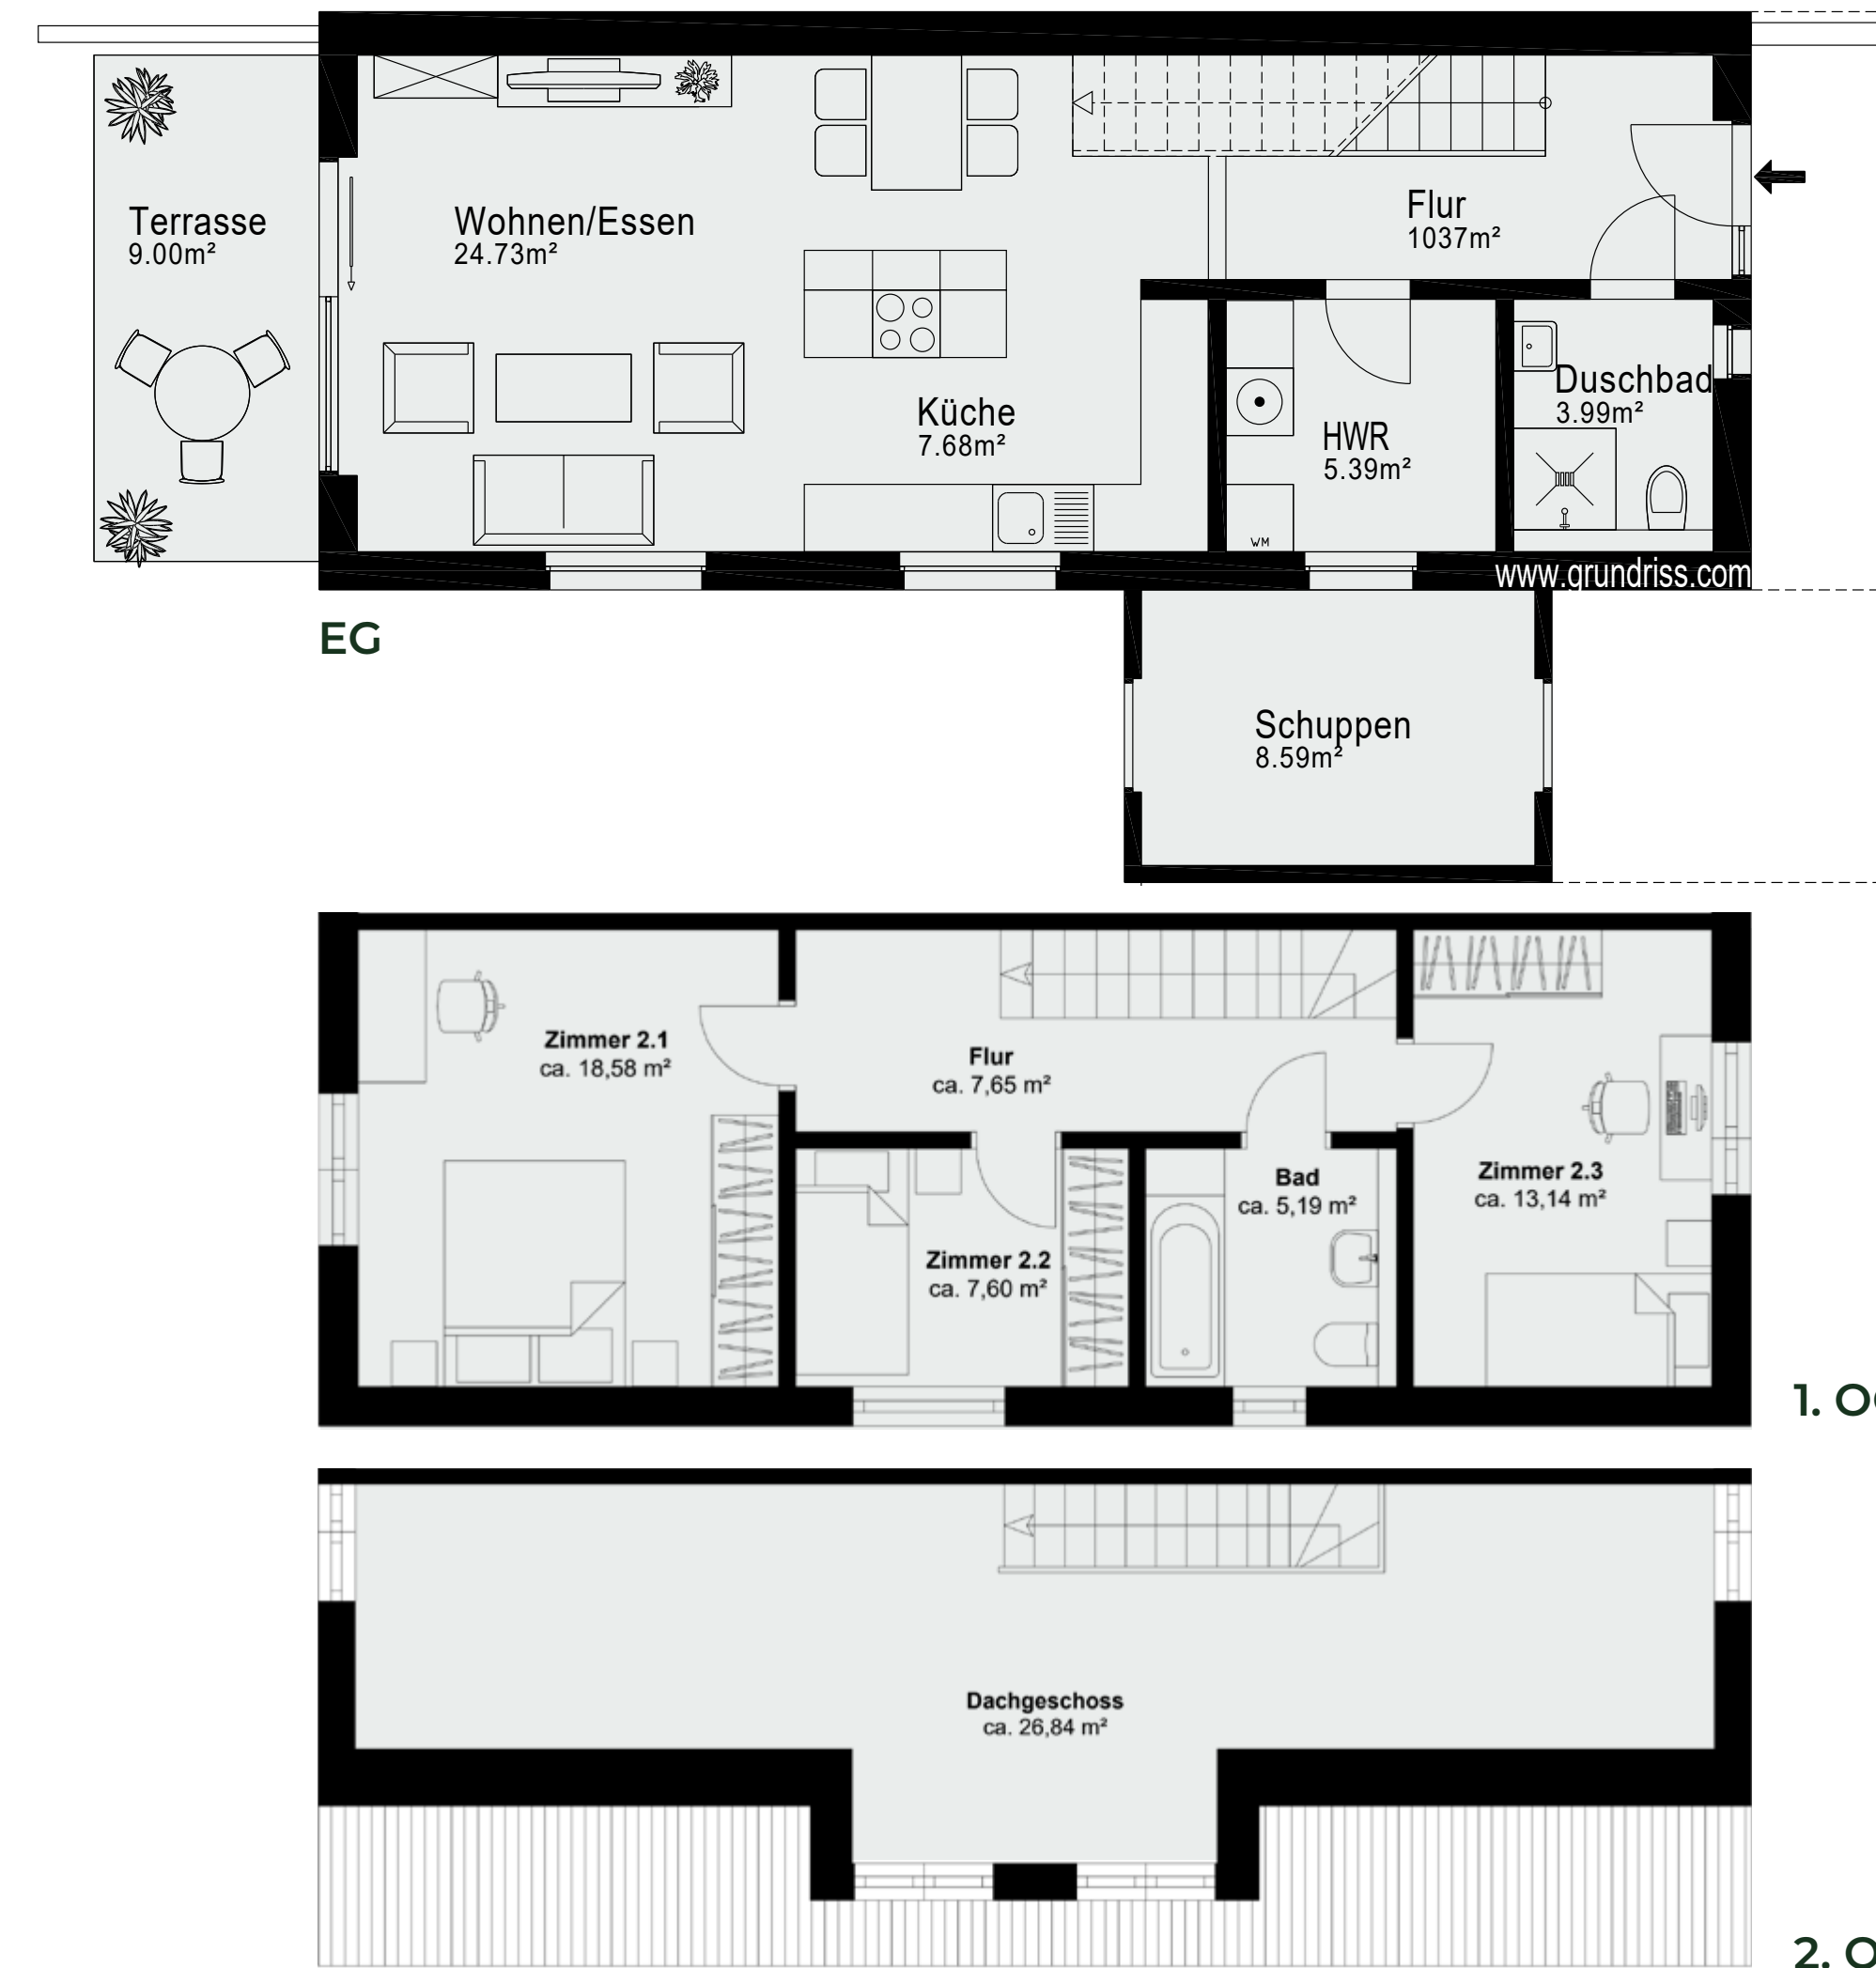 Terrasse
9.00m²
Wohnen/Essen
24.73m²
Flur
1037m²
Küche
7.68m²
HWR
5.39m²
Duschbad
3.99m²
WM
www.grundriss.com
EG
Schuppen
8.59m²
Zimmer 2.1
ca. 18,58 m²
Flur
ca. 7,65 m²
Zimmer 2.2
ca. 7,60 m²
Bad
ca. 5,19 m²
Zimmer 2.3
ca. 13,14 m²
1. O
Dachgeschoss
ca. 26,84 m²
2. O